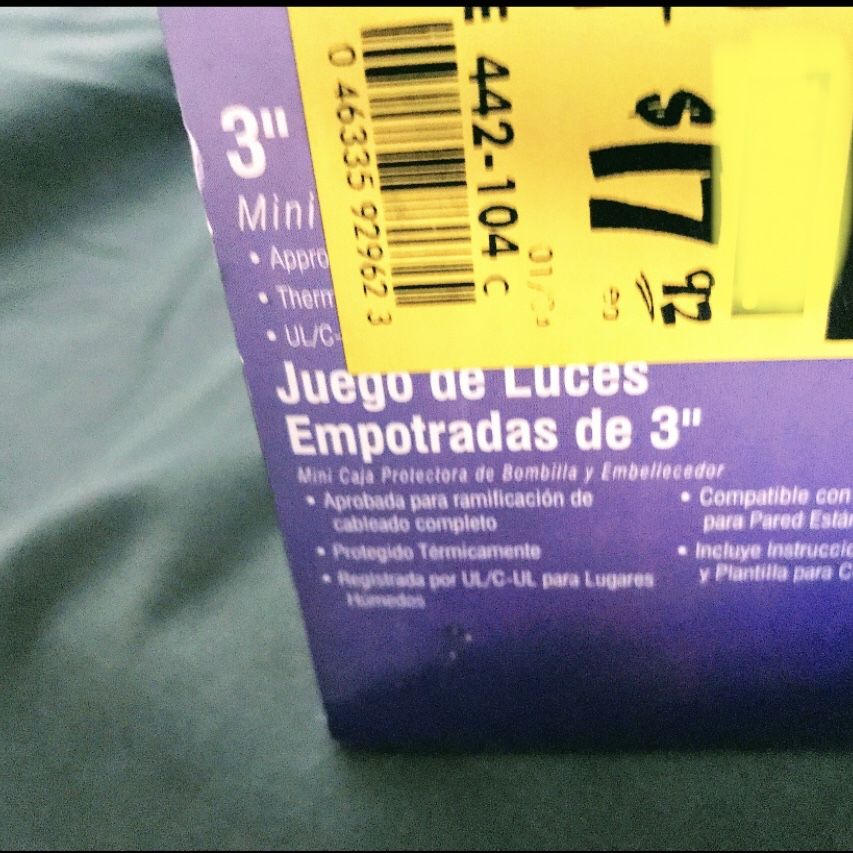 3"
Mini
• Appro
• Therm
• UL/C-
E 442-104 C
0 46335 92962 3
$17 92
Juego de Luces
Empotradas de 3"
Mini Caja Protectora de Bombilla y Embellecedor
• Aprobada para ramificación de
cableado completo
• Protegido Térmicamente
• Registrada por UL/C-UL para Lugares
Húmedos
• Compatible con
para Pared Están
• Incluye Instruccio
y Plantilla para C